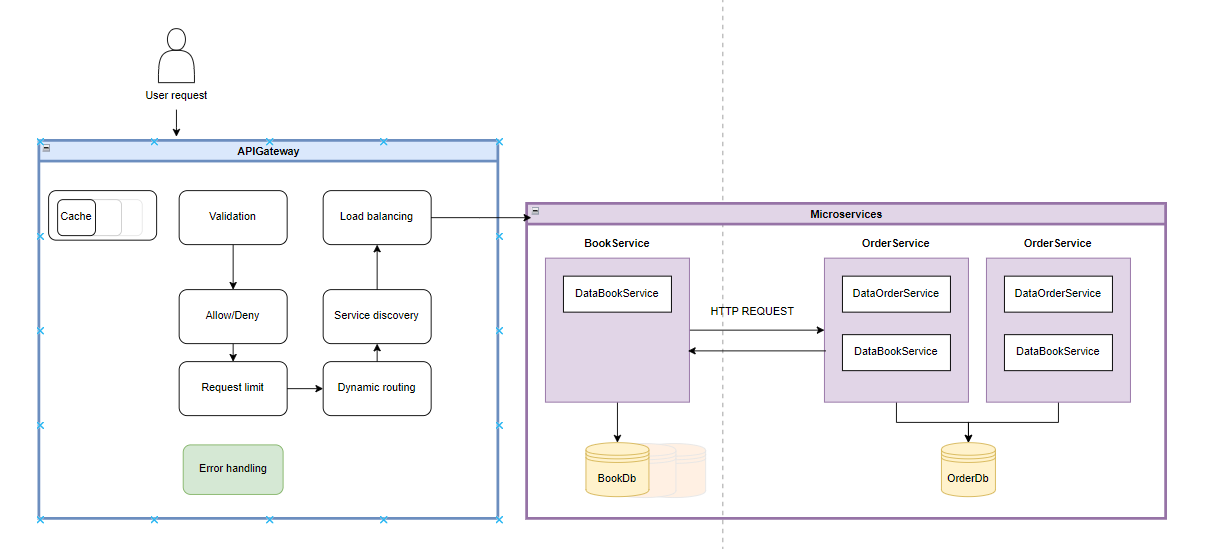 User request
APIGateway
Cache
Validation
Load balancing
Allow/Deny
Service discovery
Request limit
Dynamic routing
Error handling
Microservices
BookService
OrderService
OrderService
DataBookService
DataOrderService
DataOrderService
HTTP REQUEST
DataBookService
DataBookService
BookDb
OrderDb